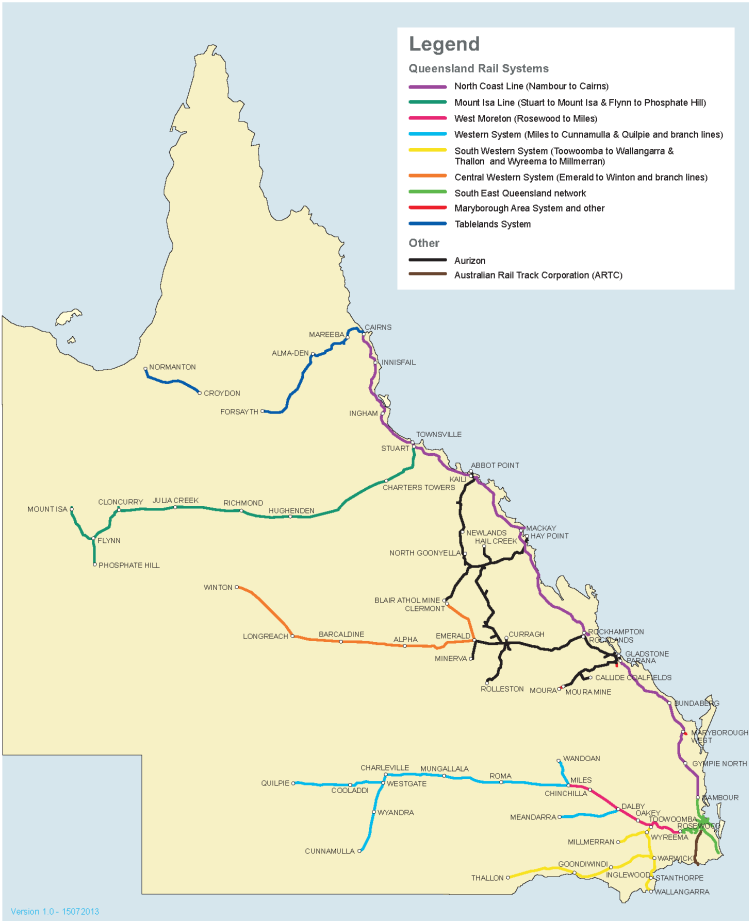 Legend
Queensland Rail Systems
North Coast Line (Nambour to Cairns)
Mount Isa Line (Stuart to Mount Isa & Flynn to Phosphate Hill)
West Moreton (Rosewood to Miles)
Western System (Miles to Cunnamulla & Quilpie and branch lines)
South Western System (Toowoomba to Wallangarra &
Thallon and Wyreema to Millmerran)
Central Western System (Emerald to Winton and branch lines)
South East Queensland network
Maryborough Area System and other
Tablelands System
Other
Aurizon
Australian Rail Track Corporation (ARTC)
CAIRNS
MAREEBA
ALMA-DEN
INNISFAIL
NORMANTON
CROYDON
FORSAYTH
INGHAM
TOWNSVILLE
STUART
ABBOT POINT
KAILI
CHARTERS TOWERS
MOUNT ISA
CLONCURRY
JULIA CREEK
RICHMOND
HUGHENDEN
FLYNN
PHOSPHATE HILL
MACKAY
HAY POINT
NEWLANDS
HAIL CREEK
NORTH GOONYELLA
WINTON
BLAIR ATHOL MINE
CLERMONT
LONGREACH
BARCALDINE
ALPHA
EMERALD
CURRAGH
ROCKHAMPTON
ROCALANDS
MINERVA
GLADSTONE
PARANA
CALLIDE COALFIELDS
ROLLESTON
MOURA
MOURA MINE
BUNDABERG
MARYBOROUGH
WEST
GYMPIE NORTH
WANDOAN
CHARLEVILLE
MUNGALLALA
ROMA
MILES
QUILPIE
COOLADDI
WESTGATE
CHINCHILLA
NAMBOUR
WYANDRA
MEANDARRA
DALBY
OAKEY
TOOWOOMBA
ROSEWOOD
WYREEMA
MILLMERRAN
CUNNAMULLA
WARWICK
GOONDIWINDI
INGLEWOOD
STANTHORPE
THALLON
WALLANGARRA
Version 1.0 - 15072013